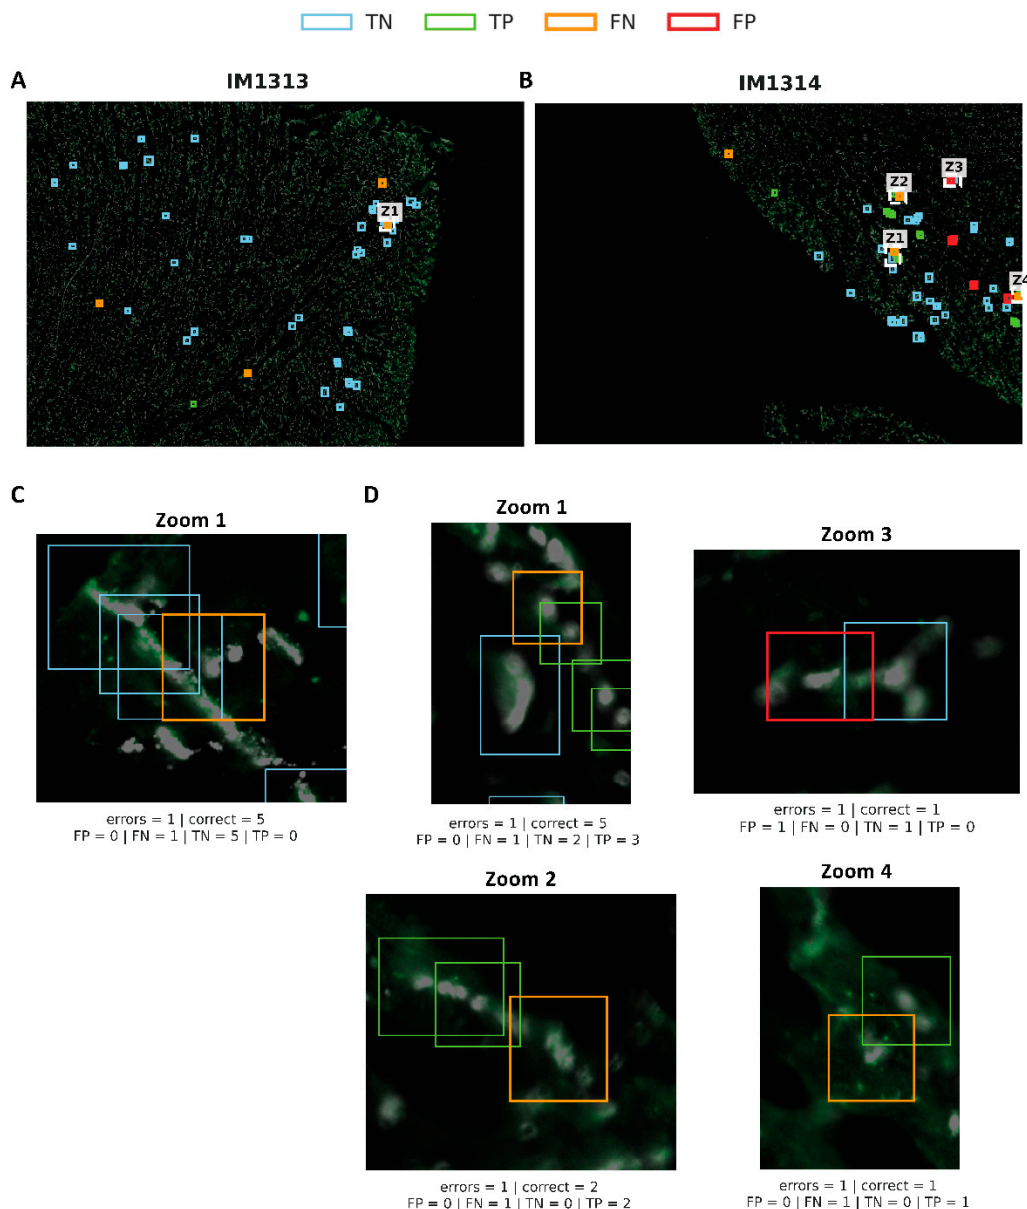 TN TP FN FP
A IM1313
B IM1314
Z1
Z2
Z3
Z1
Z4
C
Zoom 1
errors = 1 | correct = 5
FP = 0 | FN = 1 | TN = 5 | TP = 0
D
Zoom 1
errors = 1 | correct = 5
FP = 0 | FN = 1 | TN = 2 | TP = 3
Zoom 3
errors = 1 | correct = 1
FP = 1 | FN = 0 | TN = 1 | TP = 0
Zoom 2
errors = 1 | correct = 2
FP = 0 | FN = 1 | TN = 0 | TP = 2
Zoom 4
errors = 1 | correct = 1
FP = 0 | FN = 1 | TN = 0 | TP = 1